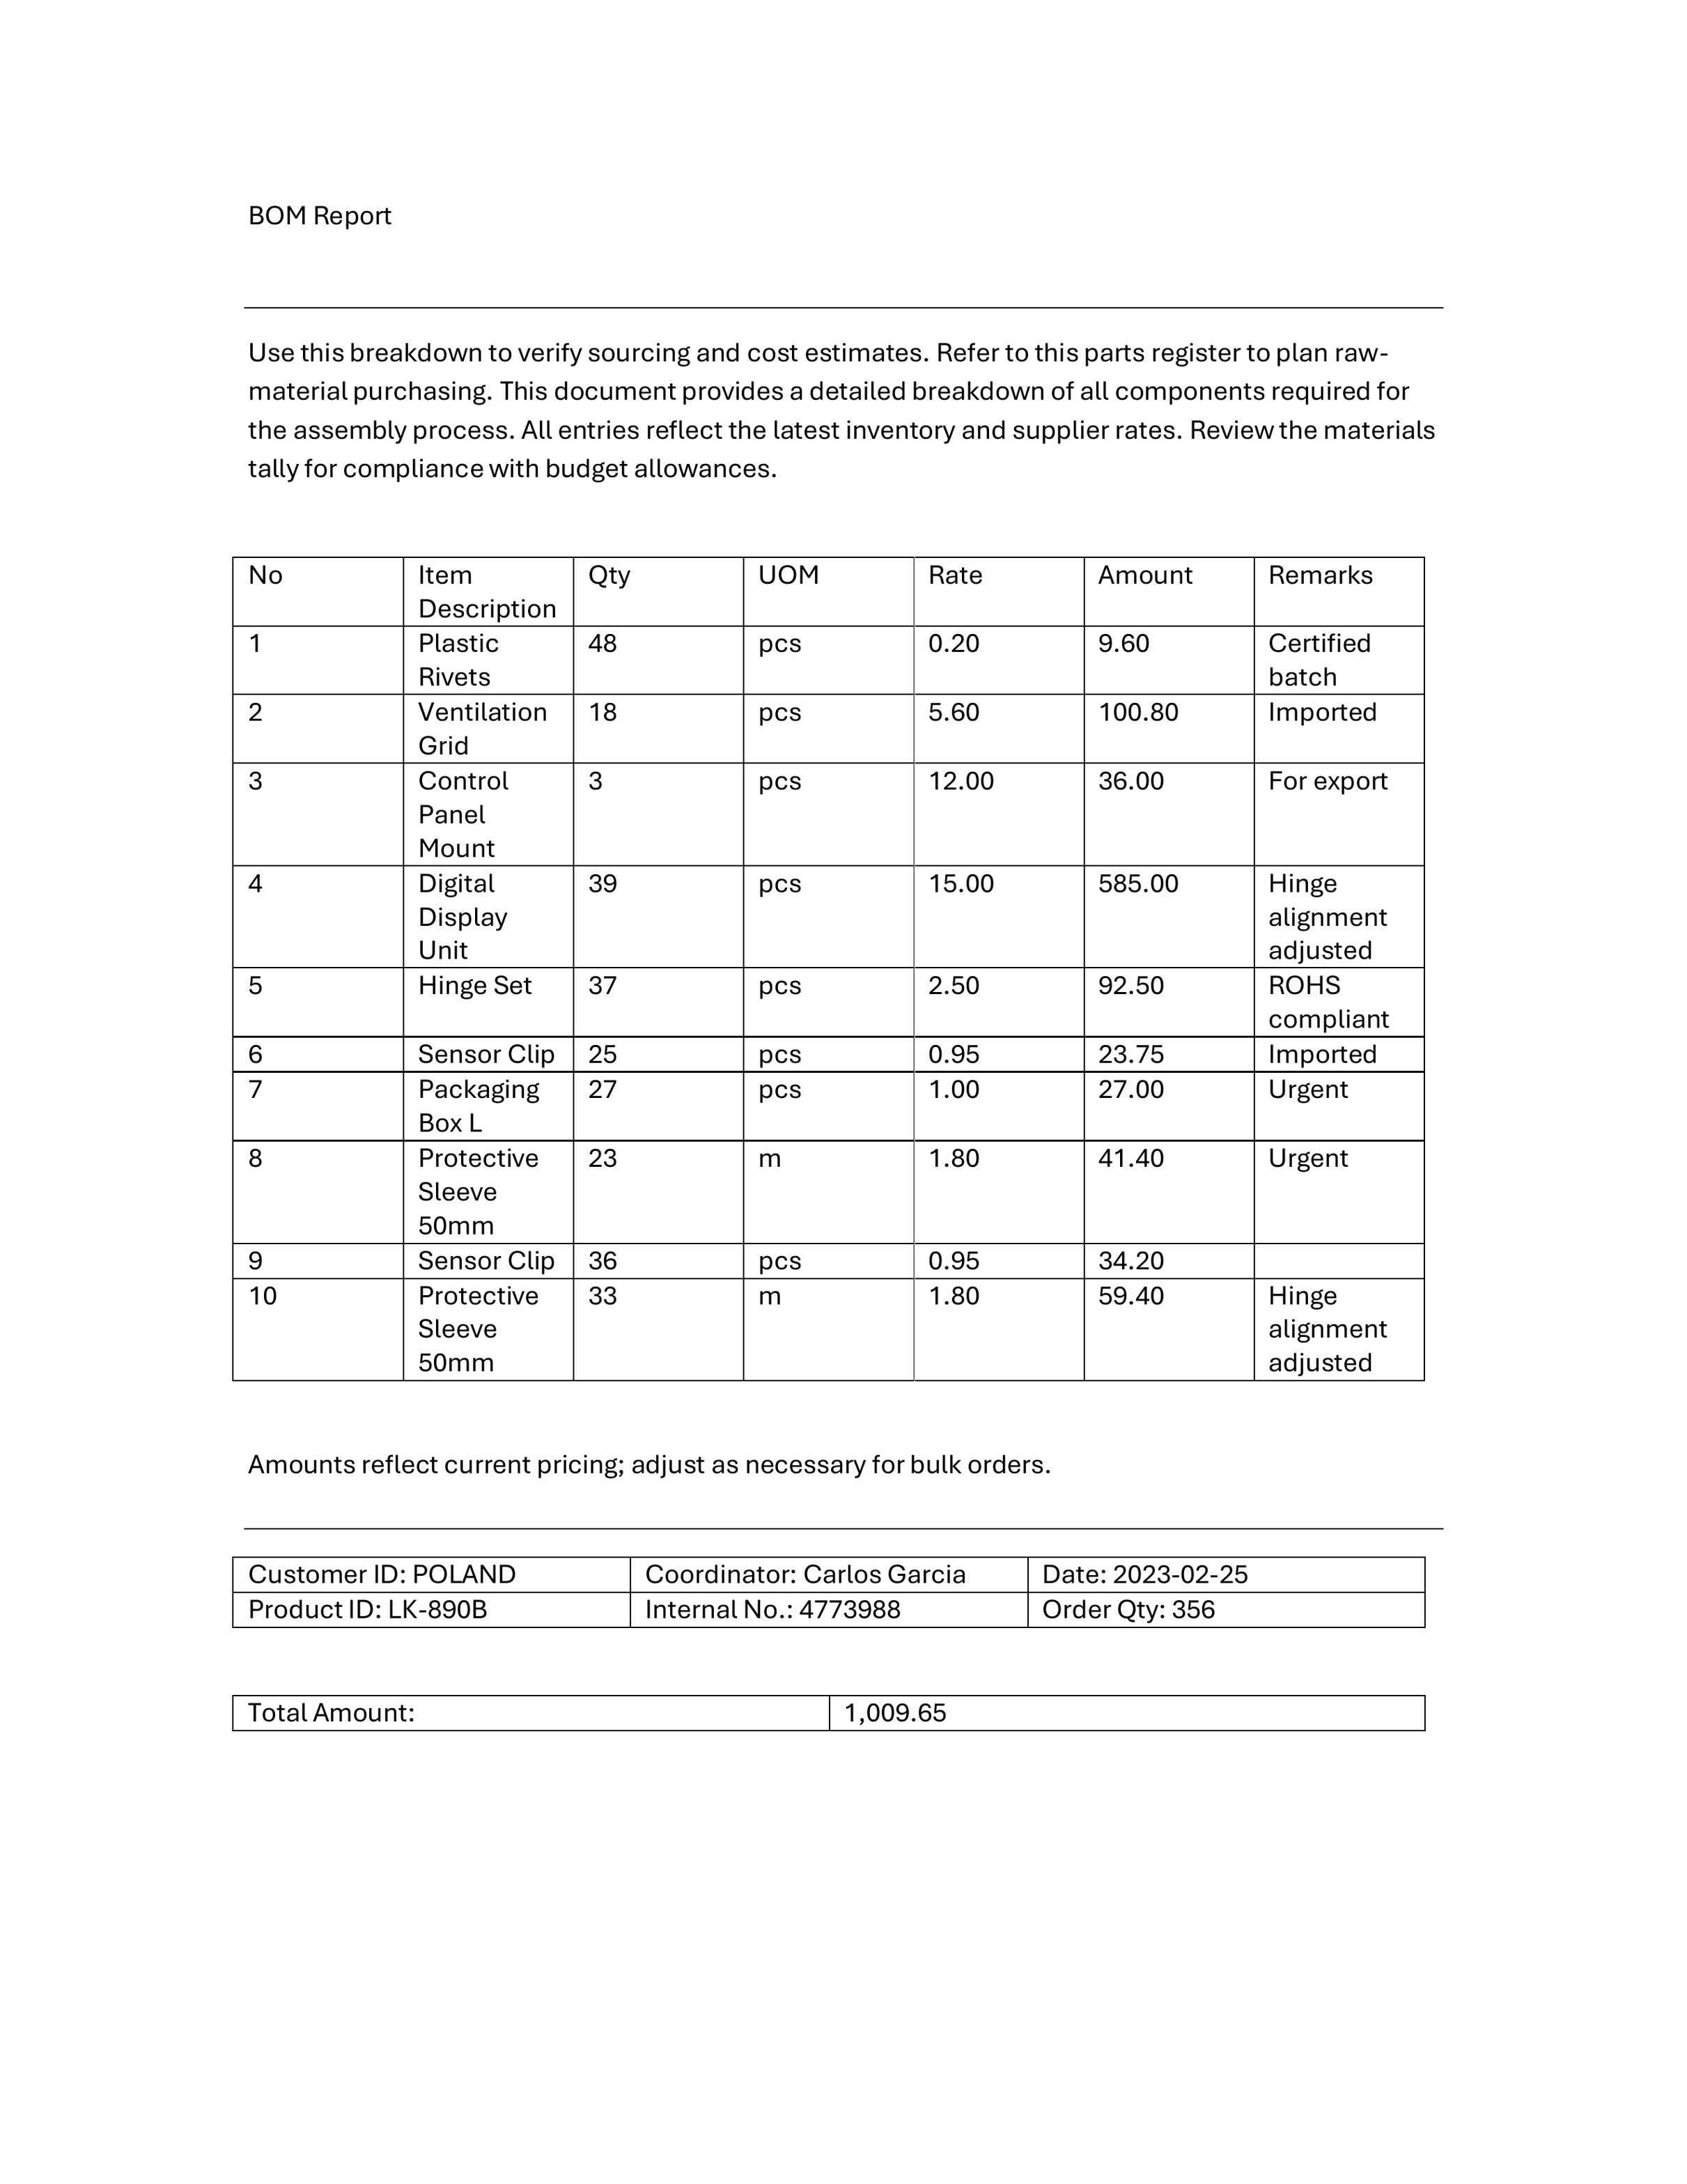 BOM Report
Use this breakdown to verify sourcing and cost estimates. Refer to this parts register to plan raw-
material purchasing. This document provides a detailed breakdown of all components required for
the assembly process. All entries reflect the latest inventory and supplier rates. Review the materials
tally for compliance with budget allowances.
No Item Description Qty UOM Rate Amount Remarks
1 Plastic Rivets 48 pcs 0.20 9.60 Certified batch
2 Ventilation Grid 18 pcs 5.60 100.80 Imported
3 Control Panel Mount 3 pcs 12.00 36.00 For export
4 Digital Display Unit 39 pcs 15.00 585.00 Hinge alignment adjusted
5 Hinge Set 37 pcs 2.50 92.50 ROHS compliant
6 Sensor Clip 25 pcs 0.95 23.75 Imported
7 Packaging Box L 27 pcs 1.00 27.00 Urgent
8 Protective Sleeve 50mm 23 m 1.80 41.40 Urgent
9 Sensor Clip 36 pcs 0.95 34.20
10 Protective Sleeve 50mm 33 m 1.80 59.40 Hinge alignment adjusted
Amounts reflect current pricing; adjust as necessary for bulk orders.
Customer ID: POLAND Coordinator: Carlos Garcia Date: 2023-02-25
Product ID: LK-890B Internal No.: 4773988 Order Qty: 356
Total Amount: 1,009.65